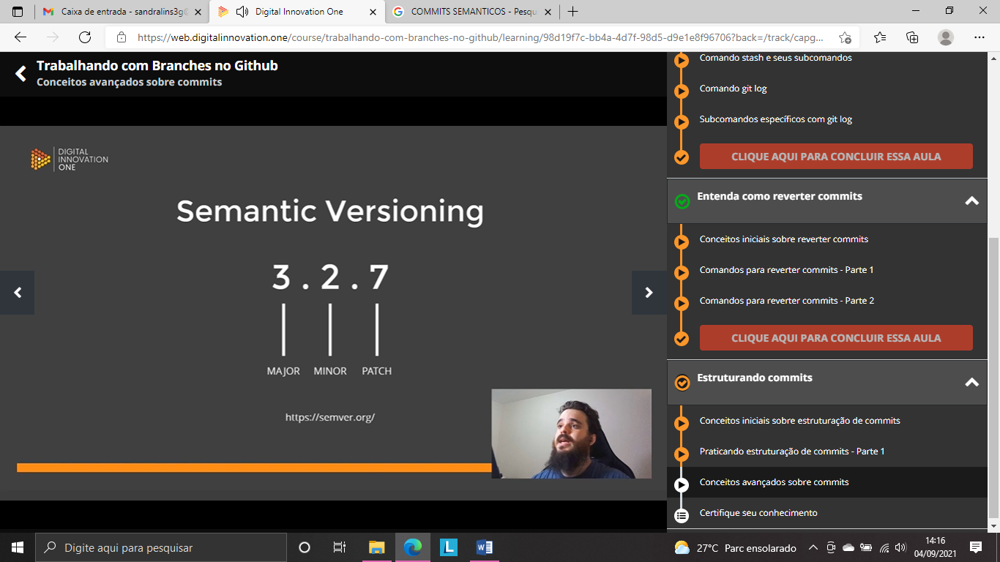 Caixa de entrada - sandralins3g@
Digital Innovation One
COMMITS SEMANTICOS - Pesqu
https://web.digitalinnovation.one/course/trabalhando-com-branches-no-github/learning/98d19f7c-bb4a-4d7f-98d5-d9e1e8f96706?back=/track/capg...
Trabalhando com Branches no Github
Conceitos avançados sobre commits
DIGITAL
INNOVATION
ONE
Semantic Versioning
3 . 2 . 7
MAJOR MINOR PATCH
https://semver.org/
Comando stash e seus subcomandos
Comando git log
Subcomandos específicos com git log
CLIQUE AQUI PARA CONCLUIR ESSA AULA
Entenda como reverter commits
Conceitos iniciais sobre reverter commits
Comandos para reverter commits - Parte 1
Comandos para reverter commits - Parte 2
CLIQUE AQUI PARA CONCLUIR ESSA AULA
Estruturando commits
Conceitos iniciais sobre estruturação de commits
Praticando estruturação de commits - Parte 1
Conceitos avançados sobre commits
Certifique seu conhecimento
Digite aqui para pesquisar
L
27°C Parc ensolarado
14:16
04/09/2021